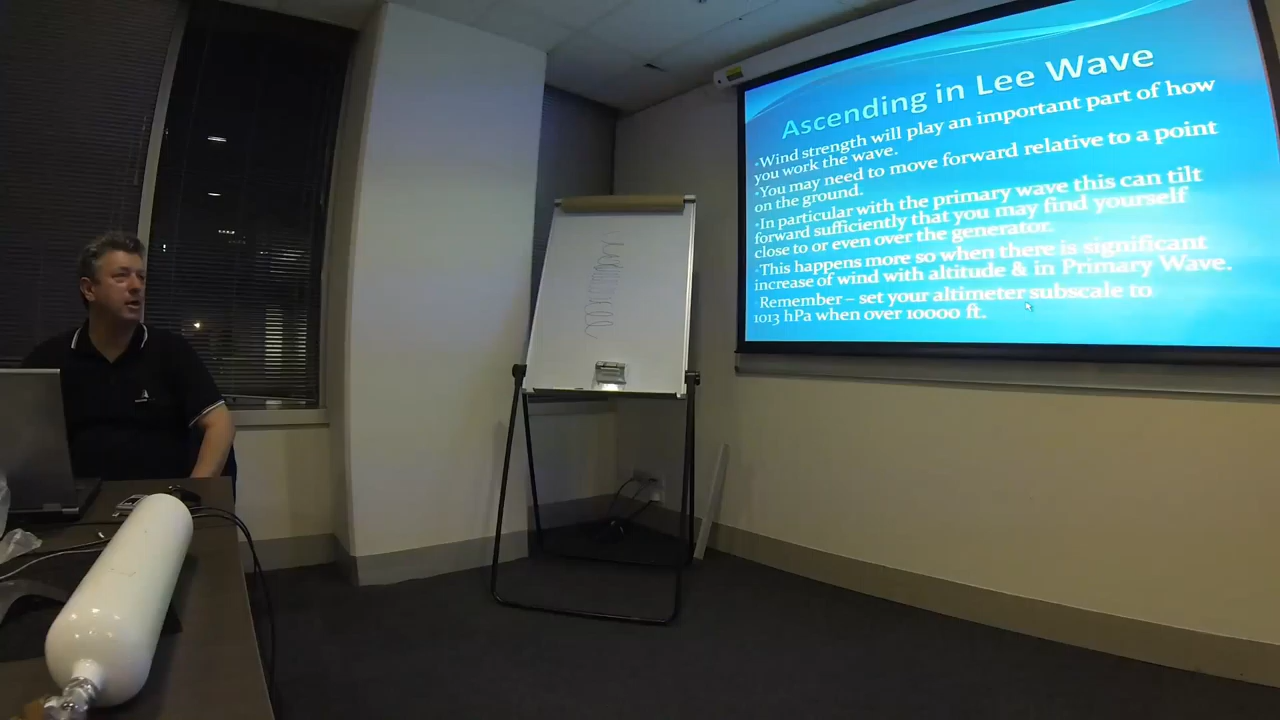 Ascending in Lee Wave
•Wind strength will play an important part of how
you work the wave.
•You may need to move forward relative to a point
on the ground.
•In particular with the primary wave this can tilt
forward sufficiently that you may find yourself
close to or even over the generator.
•This happens more so when there is significant
increase of wind with altitude & in Primary Wave.
•Remember – set your altimeter subscale to
1013 hPa when over 10000 ft.